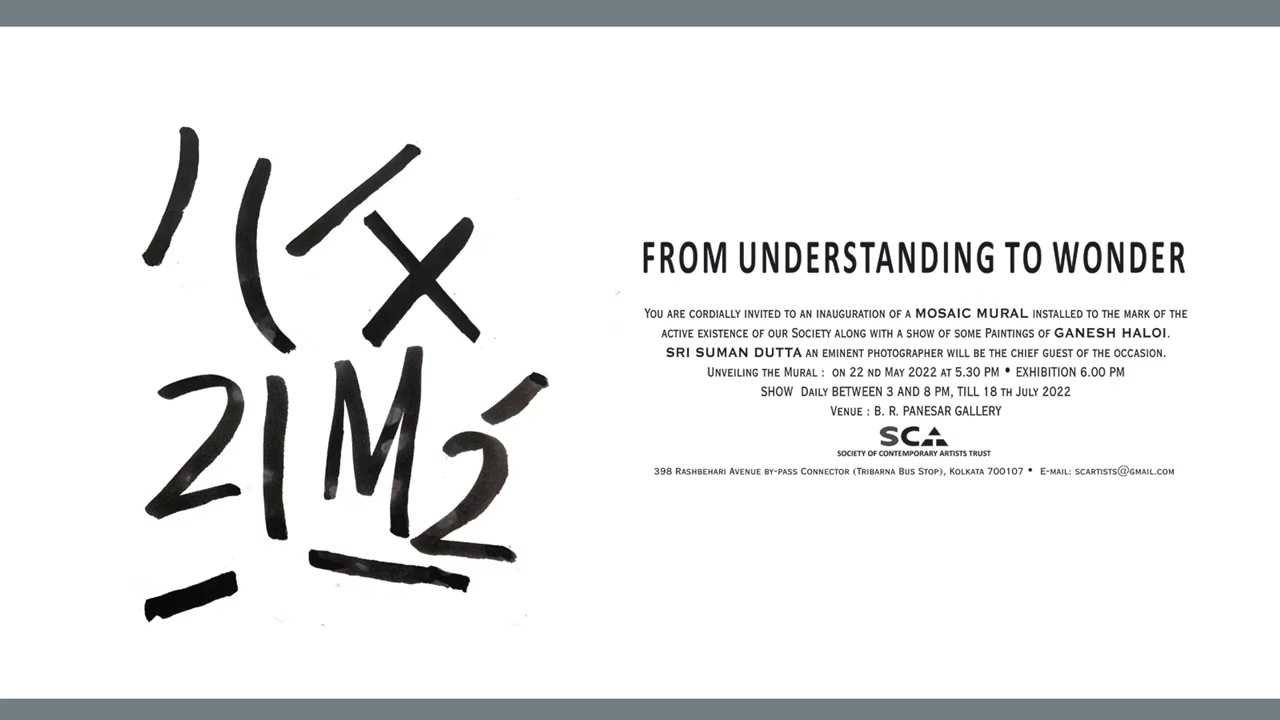 FROM UNDERSTANDING TO WONDER
YOU ARE CORDIALLY INVITED TO AN INAUGURATION OF A MOSAIC MURAL INSTALLED TO THE MARK OF THE
ACTIVE EXISTENCE OF OUR SOCIETY ALONG WITH A SHOW OF SOME PAINTINGS OF GANESH HALOI.
SRI SUMAN DUTTA AN EMINENT PHOTOGRAPHER WILL BE THE CHIEF GUEST OF THE OCCASION.
UNVEILING THE MURAL : ON 22 ND MAY 2022 AT 5.30 PM • EXHIBITION 6.00 PM
SHOW DAILY BETWEEN 3 AND 8 PM, TILL 18 TH JULY 2022
VENUE : B. R. PANESAR GALLERY
SCA
SOCIETY OF CONTEMPORARY ARTISTS TRUST
398 RASHBEHARI AVENUE BY-PASS CONNECTOR (TRIBARNA BUS STOP), KOLKATA 700107 • E-MAIL: SCARTISTS@GMAIL.COM